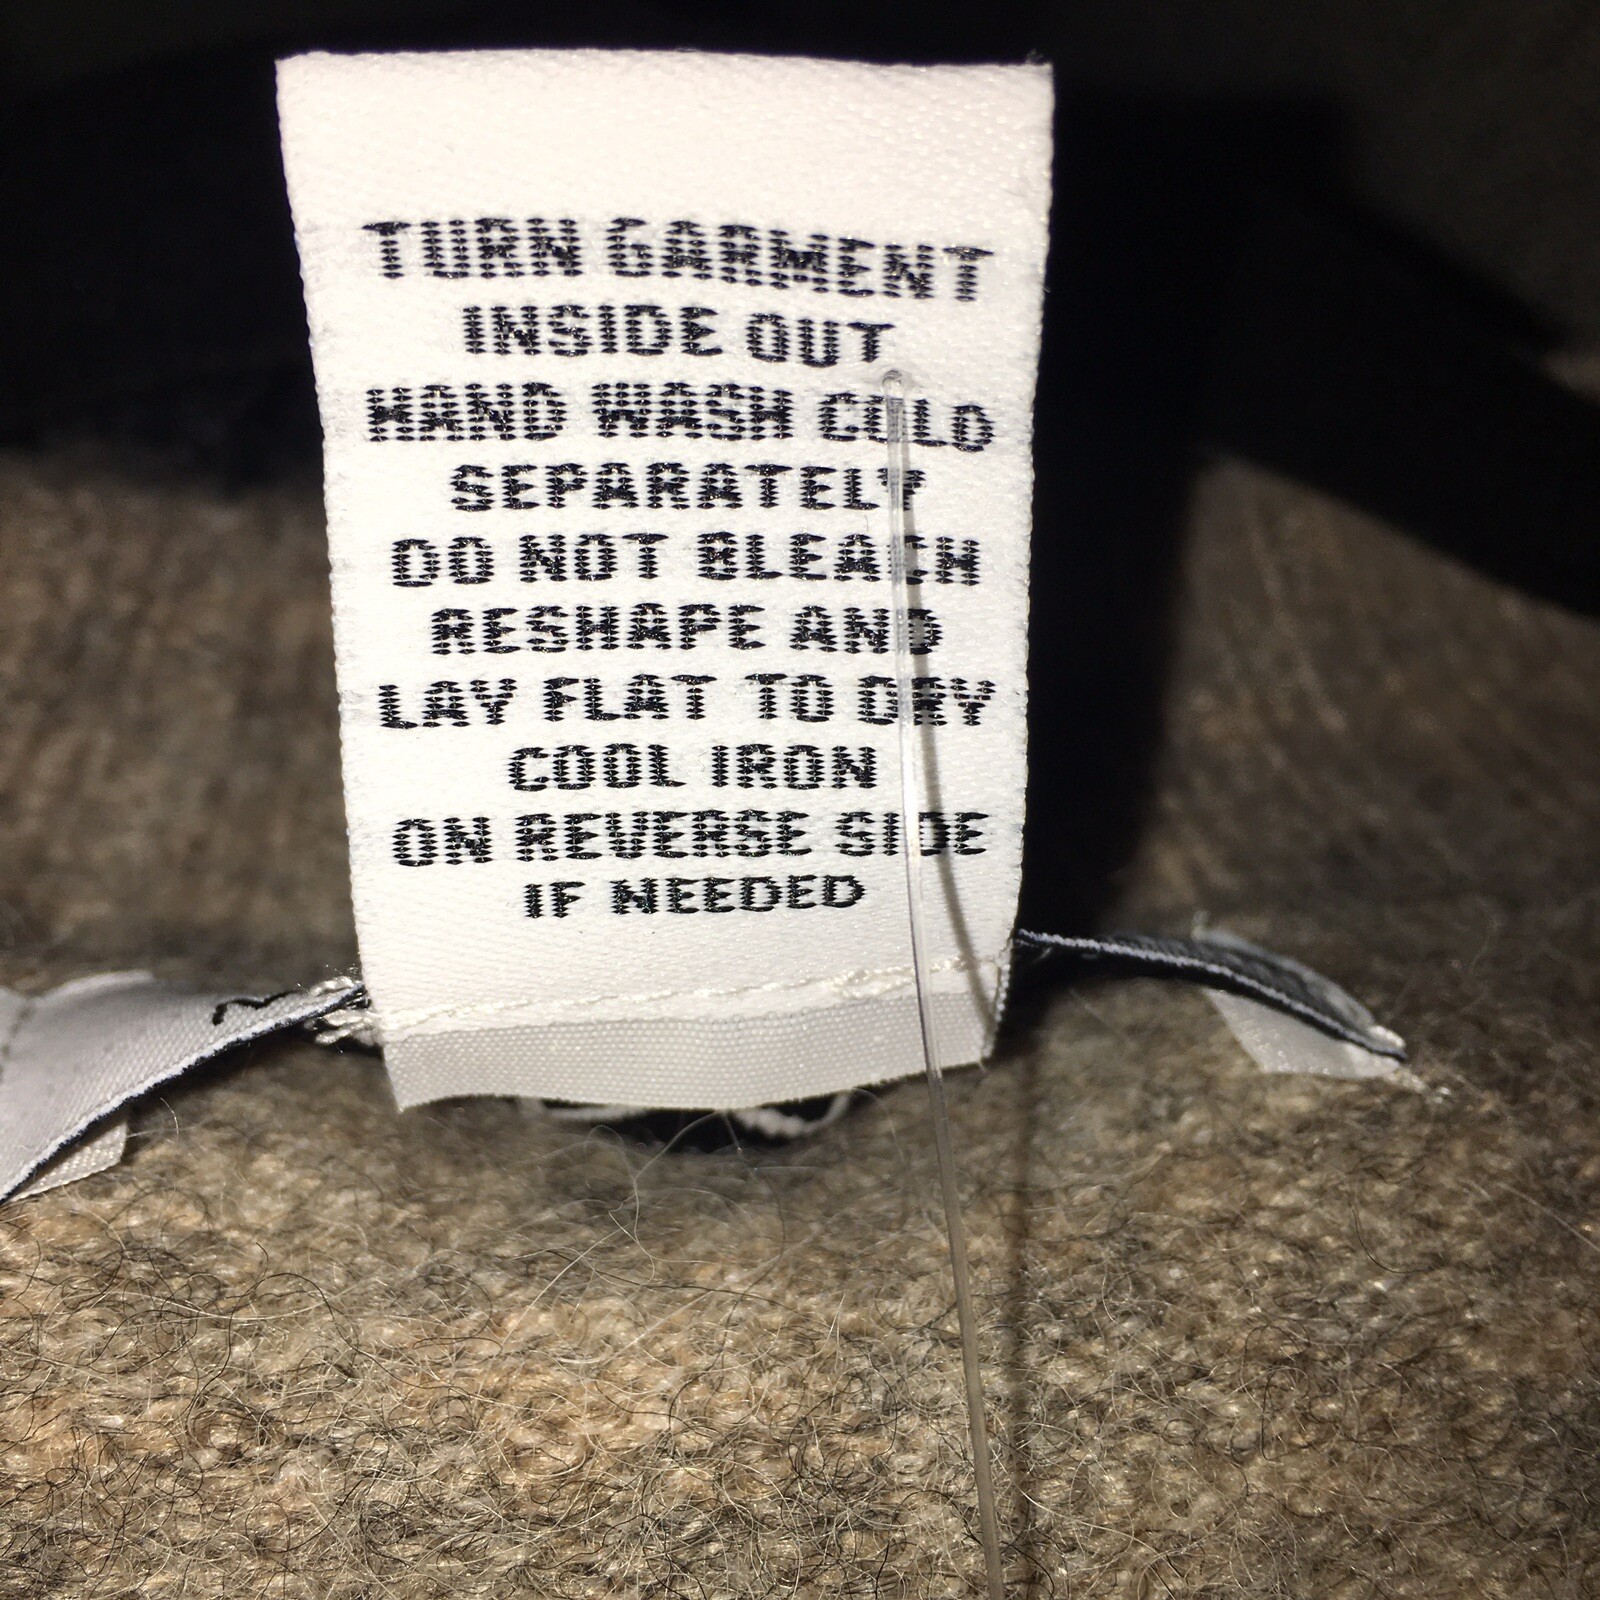 TURN GARMENT
INSIDE OUT
HAND WASH COLD
SEPARATELY
DO NOT BLEACH
RESHAPE AND
LAY FLAT TO DRY
COOL IRON
ON REVERSE SIDE
IF NEEDED